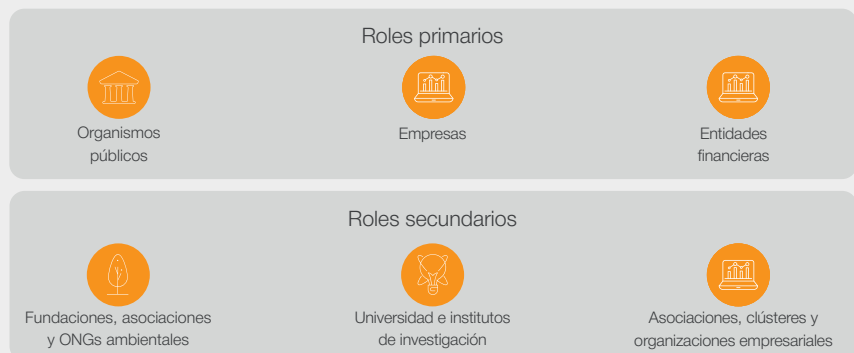 Roles primarios
Organismos
públicos
Empresas
Entidades
financieras
Roles secundarios
Fundaciones, asociaciones
y ONGs ambientales
Universidad e institutos
de investigación
Asociaciones, clústeres y
organizaciones empresariales